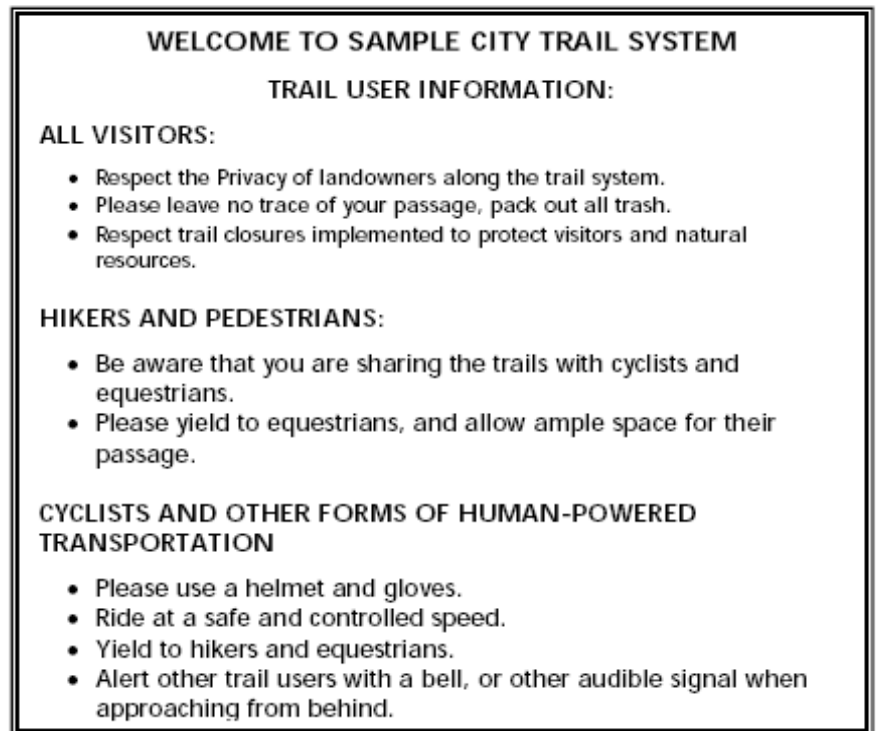 WELCOME TO SAMPLE CITY TRAIL SYSTEM
TRAIL USER INFORMATION:
ALL VISITORS:
• Respect the Privacy of landowners along the trail system.
• Please leave no trace of your passage, pack out all trash.
• Respect trail closures implemented to protect visitors and natural
resources.
HIKERS AND PEDESTRIANS:
• Be aware that you are sharing the trails with cyclists and
equestrians.
• Please yield to equestrians, and allow ample space for their
passage.
CYCLISTS AND OTHER FORMS OF HUMAN-POWERED
TRANSPORTATION
• Please use a helmet and gloves.
• Ride at a safe and controlled speed.
• Yield to hikers and equestrians.
• Alert other trail users with a bell, or other audible signal when
approaching from behind.